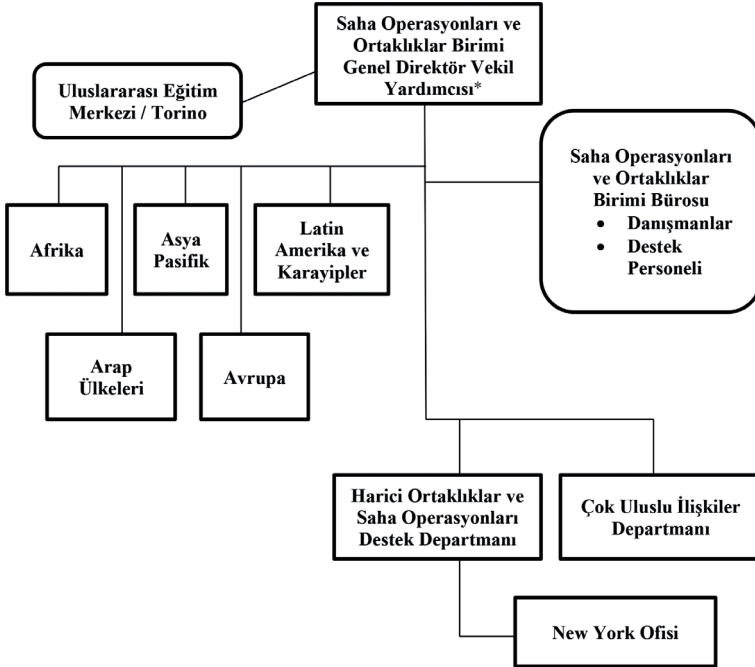 Saha Operasyonları ve
Ortaklıklar Birimi
Genel Direktör Vekil
Yardımcısı*
Uluslararası Eğitim
Merkezi / Torino
Saha Operasyonları
ve Ortaklıklar
Birimi Bürosu
• Danışmanlar
• Destek
Personeli
Afrika
Asya
Pasifik
Latin
Amerika ve
Karayipler
Arap
Ülkeleri
Avrupa
Harici Ortaklıklar ve
Saha Operasyonları
Destek Departmanı
Çok Uluslu İlişkiler
Departmanı
New York Ofisi